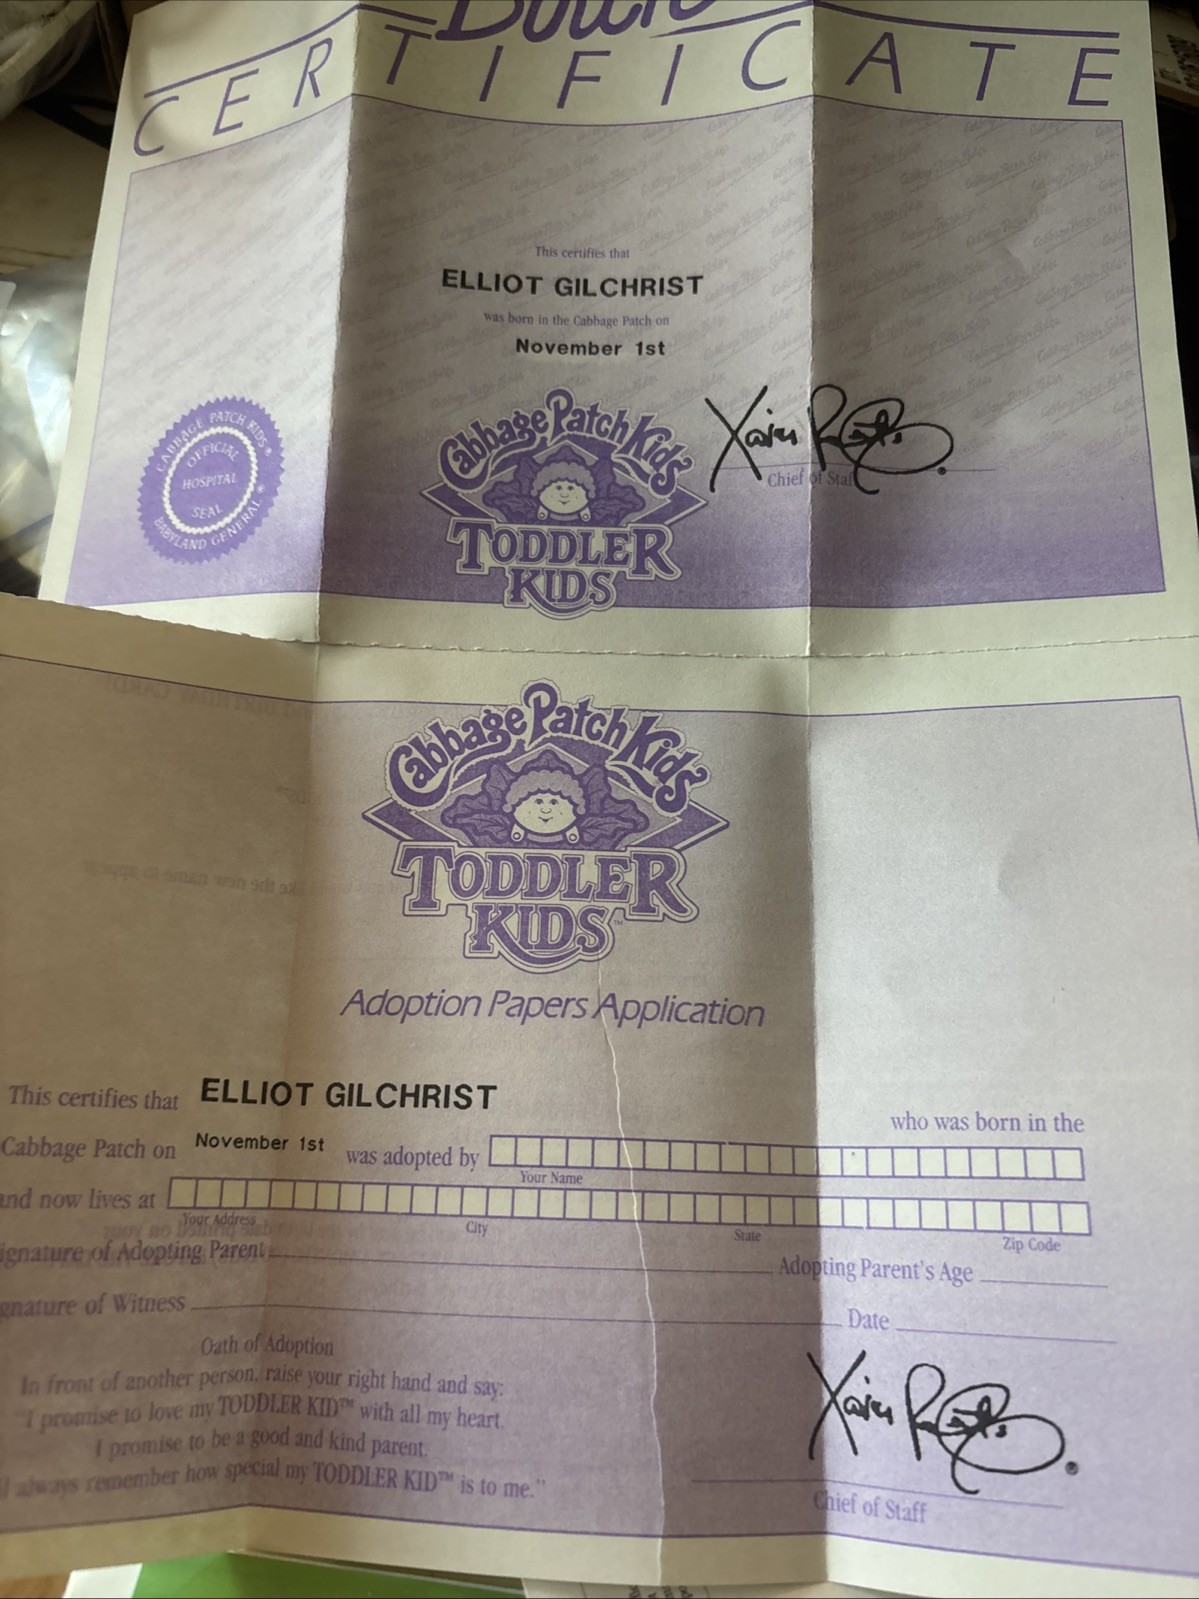 CERTIFICATE
This certifies that
ELLIOT GILCHRIST
was born in the Cabbage Patch on
November 1st
CABBAGE PATCH KIDS®
OFFICIAL
HOSPITAL
SEAL
BABYLAND GENERAL®
Cabbage Patch Kids
TODDLER
KIDS
Xavier Roberts
Chief of Staf
Cabbage Patch Kids
TODDLER
KIDS™
Adoption Papers Application
This certifies that ELLIOT GILCHRIST who was born in the
Cabbage Patch on November 1st was adopted by
Your Name
and now lives at
Your Address City State Zip Code
ignature of Adopting Parent Adopting Parent's Age
gnature of Witness Date
Oath of Adoption
In front of another person, raise your right hand and say:
"I promise to love my TODDLER KID™ with all my heart.
I promise to be a good and kind parent.
always remember how special my TODDLER KID™ is to me."
Xavier Roberts
Chief of Staff